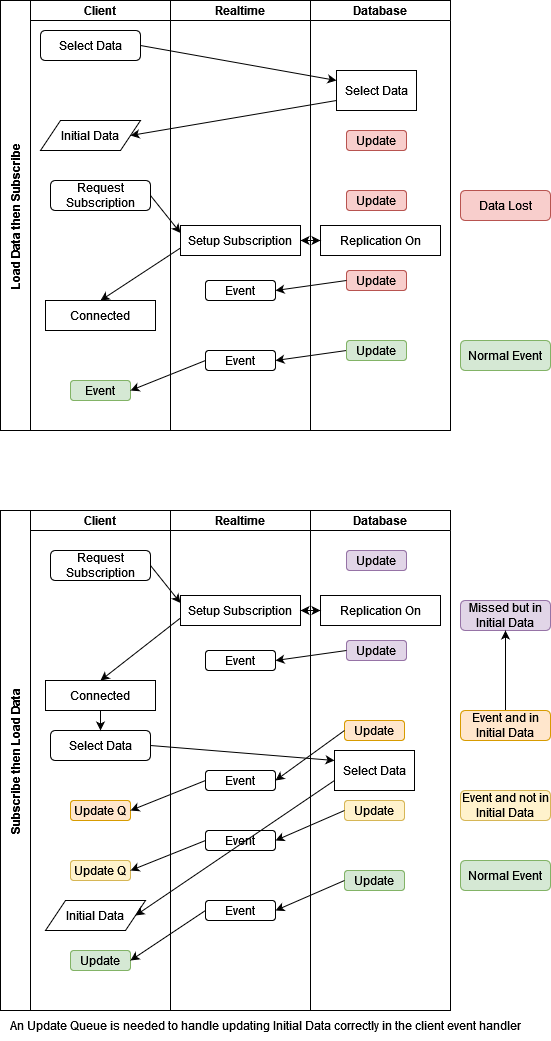 Client Realtime Database
Select Data
Select Data
Initial Data
Update
Load Data then Subscribe
Request
Subscription
Update
Data Lost
Setup Subscription
Replication On
Event
Update
Connected
Event
Update
Normal Event
Event
Client Realtime Database
Request
Subscription
Update
Setup Subscription
Replication On
Missed but in
Initial Data
Event
Update
Connected
Subscribe then Load Data
Select Data
Update
Event and in
Initial Data
Select Data
Event
Update Q
Update
Event and not in
Initial Data
Event
Update Q
Update
Normal Event
Initial Data
Event
Update
An Update Queue is needed to handle updating Initial Data correctly in the client event handler